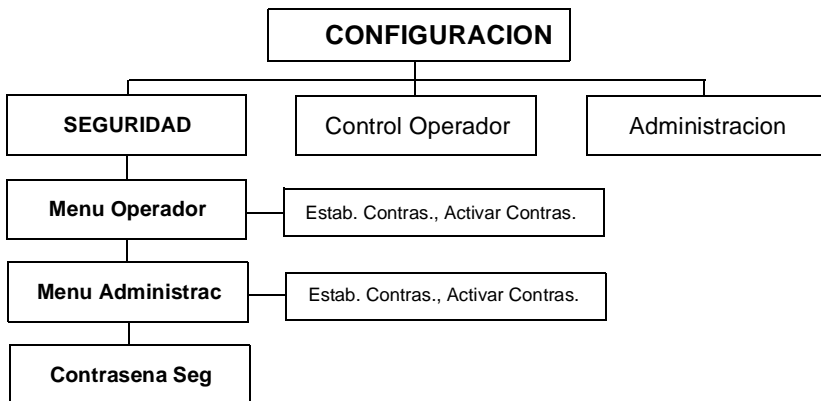 CONFIGURACION
SEGURIDAD
Control Operador
Administracion
Menu Operador
Estab. Contras., Activar Contras.
Menu Administrac
Estab. Contras., Activar Contras.
Contrasena Seg